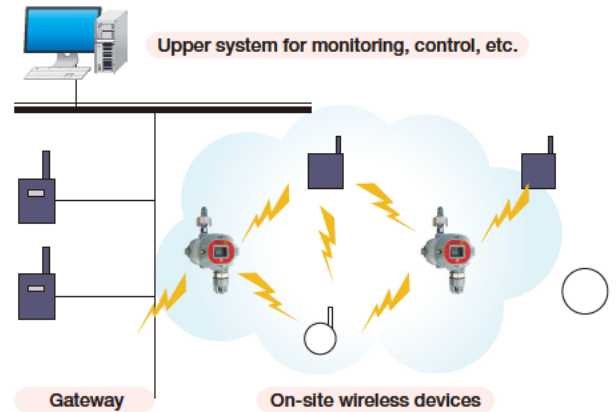 Upper system for monitoring, control, etc.
Gateway
On-site wireless devices